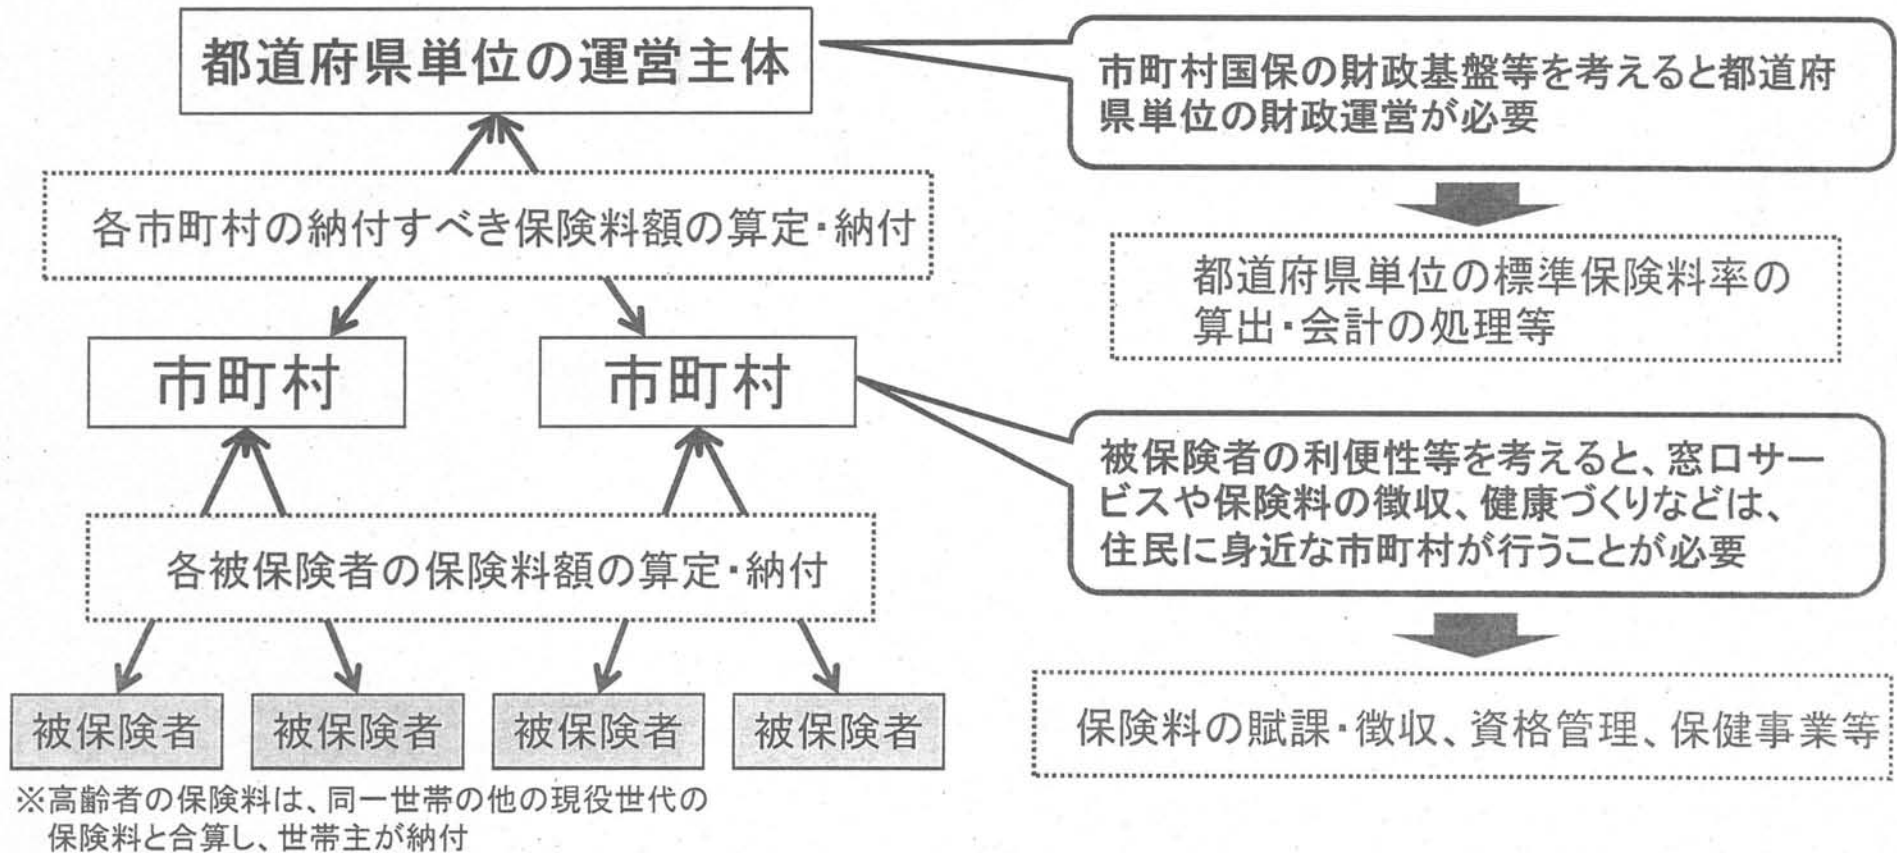 都道府県単位の運営主体
市町村国保の財政基盤等を考えると都道府
県単位の財政運営が必要
各市町村の納付すべき保険料額の算定・納付
都道府県単位の標準保険料率の
算出・会計の処理等
市町村
市町村
被保険者の利便性等を考えると、窓口サー
ビスや保険料の徴収、健康づくりなどは、
住民に身近な市町村が行うことが必要
各被保険者の保険料額の算定・納付
被保険者
被保険者
被保険者
被保険者
保険料の賦課・徴収、資格管理、保健事業等
※高齢者の保険料は、同一世帯の他の現役世代の
保険料と合算し、世帯主が納付